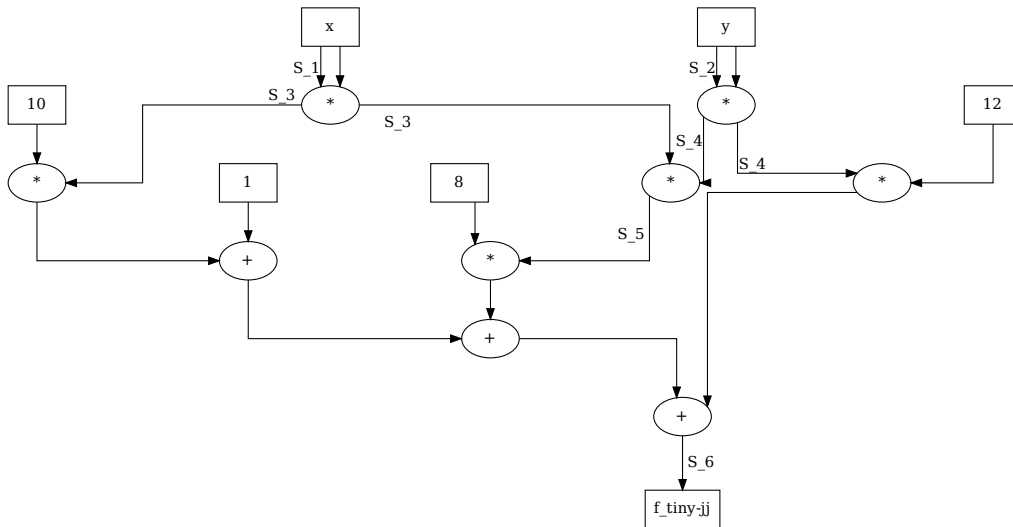 x
y
S_1
S_2
10
S_3
*
*
12
S_3
S_4
S_4
*
1
8
*
*
S_5
+
*
+
+
S_6
f_tiny-jj